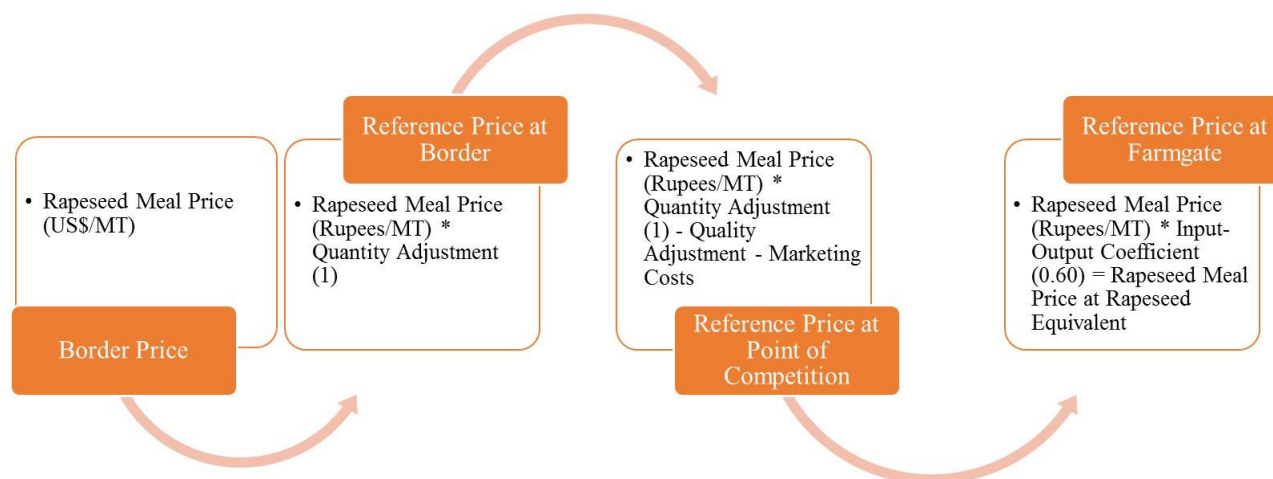 • Rapeseed Meal Price
(US$/MT)
Border Price
Reference Price at
Border
• Rapeseed Meal Price
(Rupees/MT) *
Quantity Adjustment
(1)
• Rapeseed Meal Price
(Rupees/MT) *
Quantity Adjustment
(1) - Quality
Adjustment - Marketing
Costs
Reference Price at
Point of
Competition
Reference Price at
Farmgate
• Rapeseed Meal Price
(Rupees/MT) * Input-
Output Coefficient
(0.60) = Rapeseed Meal
Price at Rapeseed
Equivalent